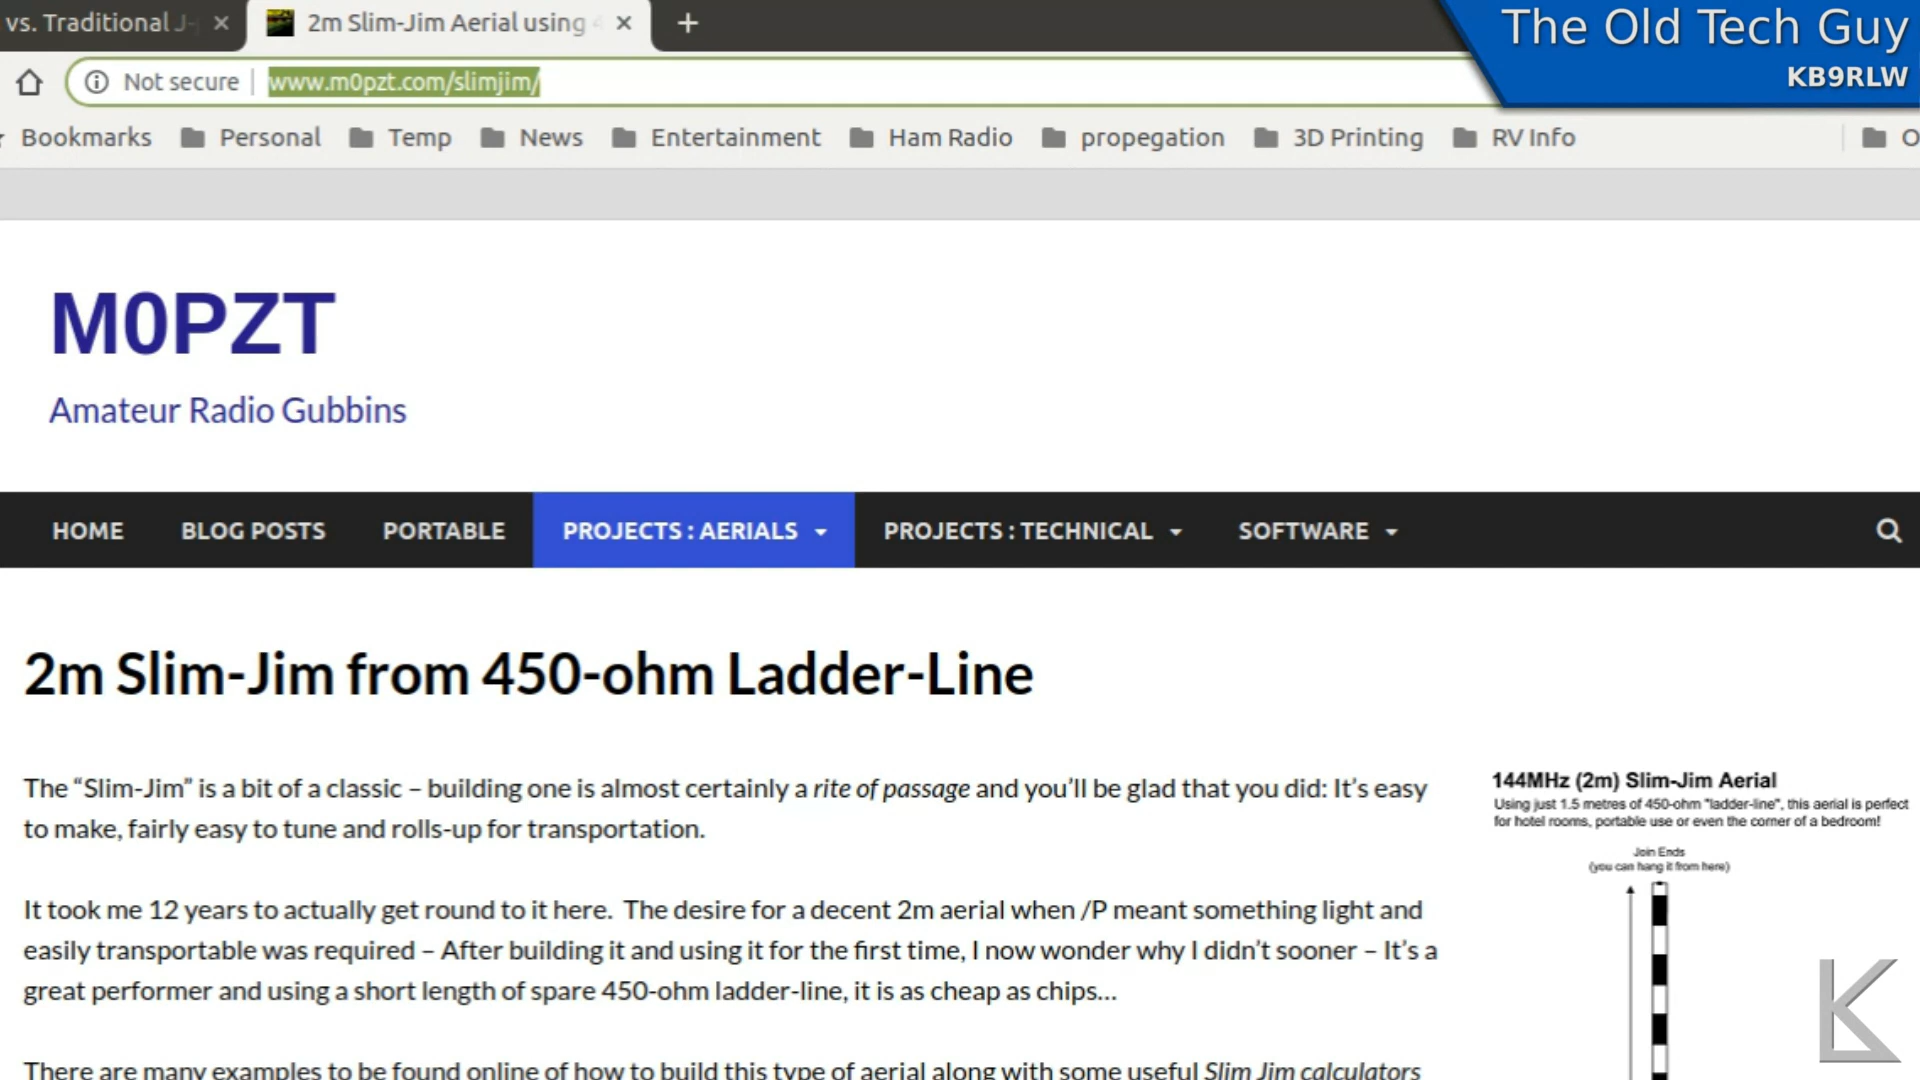 vs. Traditional J-
2m Slim-Jim Aerial using 4
The Old Tech Guy
KB9RLW
Not secure
www.m0pzt.com/slimjim/
Bookmarks Personal Temp News Entertainment Ham Radio propegation 3D Printing RV Info O
M0PZT
Amateur Radio Gubbins
HOME BLOG POSTS PORTABLE PROJECTS : AERIALS PROJECTS : TECHNICAL SOFTWARE
2m Slim-Jim from 450-ohm Ladder-Line
The “Slim-Jim” is a bit of a classic – building one is almost certainly a rite of passage and you’ll be glad that you did: It’s easy
to make, fairly easy to tune and rolls-up for transportation.
It took me 12 years to actually get round to it here. The desire for a decent 2m aerial when /P meant something light and
easily transportable was required – After building it and using it for the first time, I now wonder why I didn’t sooner – It’s a
great performer and using a short length of spare 450-ohm ladder-line, it is as cheap as chips…
There are many examples to be found online of how to build this type of aerial along with some useful Slim Jim calculators
144MHz (2m) Slim-Jim Aerial
Using just 1.5 metres of 450-ohm "ladder-line", this aerial is perfect
for hotel rooms, portable use or even the corner of a bedroom!
Join Ends
(you can hang it from here)
K